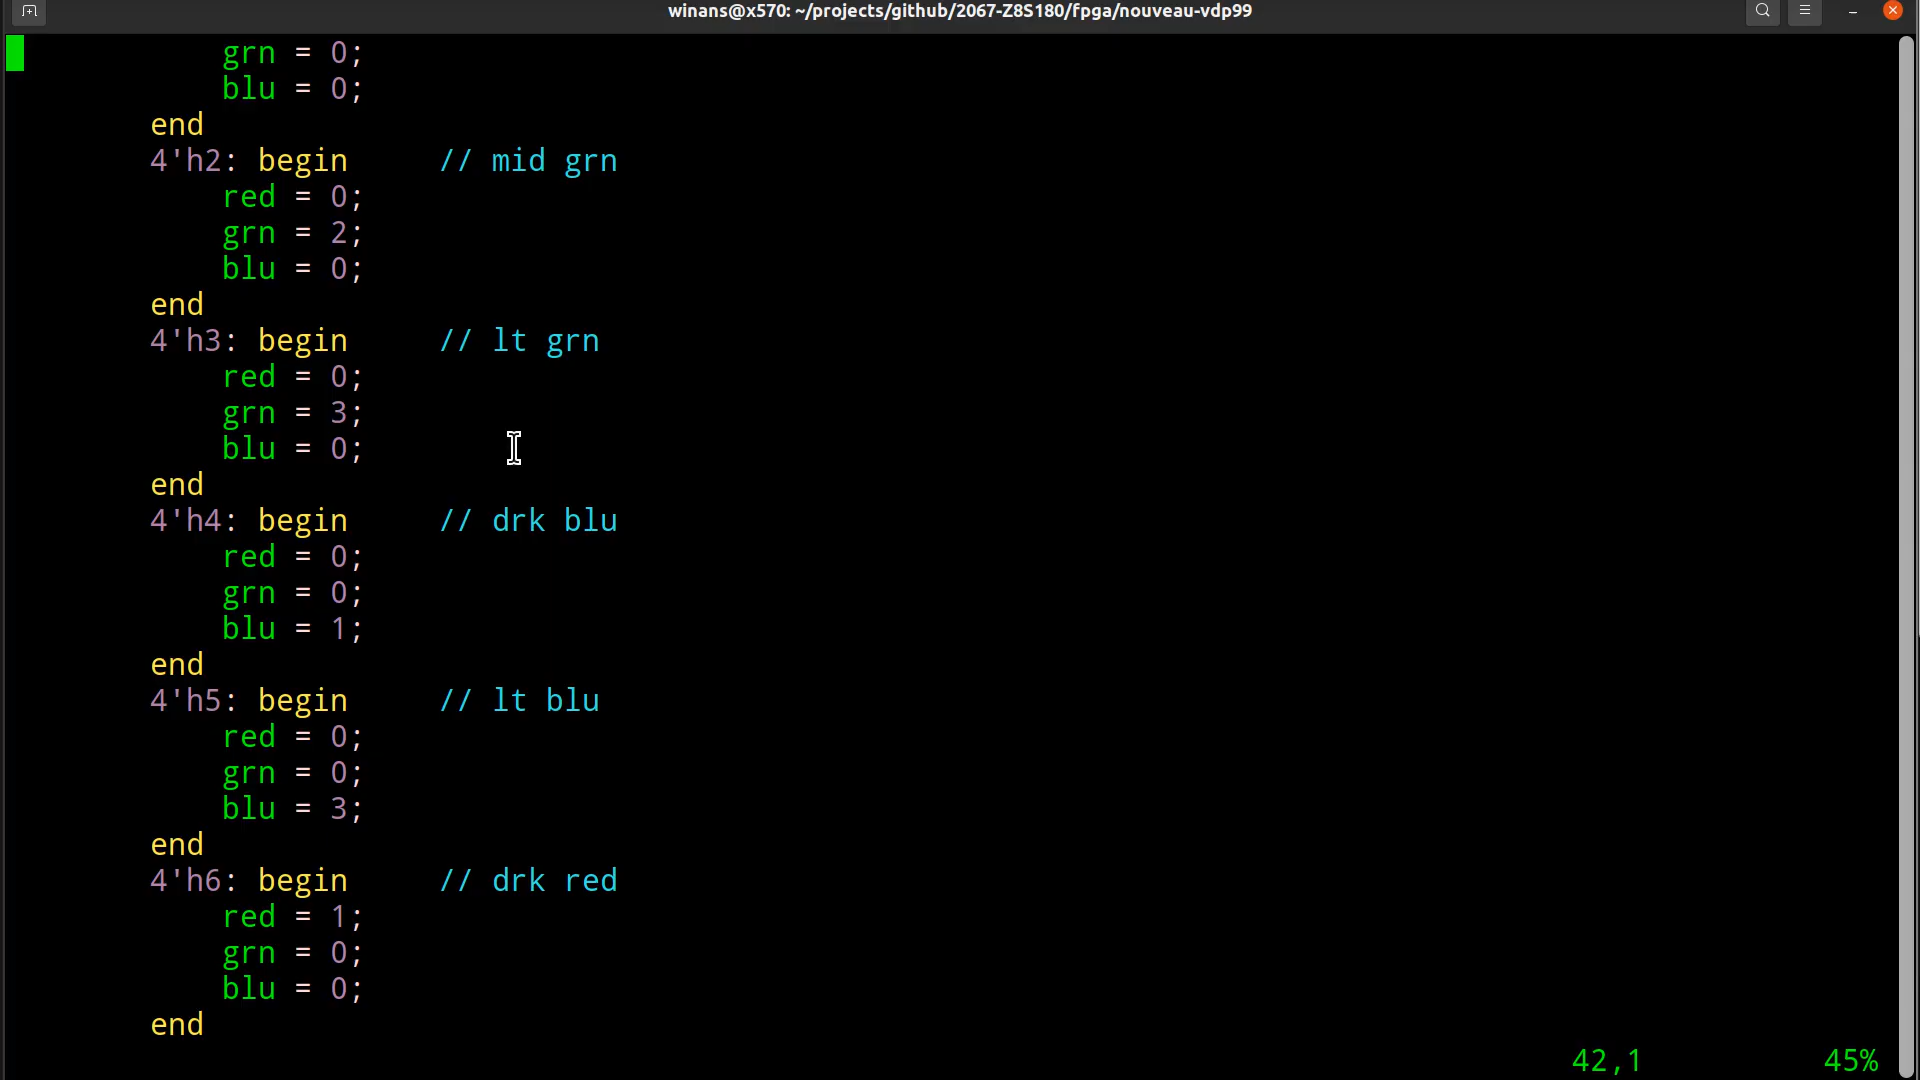 winans@x570: ~/projects/github/2067-Z8S180/fpga/nouveau-vdp99
grn = 0;
blu = 0;
end
4'h2: begin // mid grn
red = 0;
grn = 2;
blu = 0;
end
4'h3: begin // lt grn
red = 0;
grn = 3;
blu = 0;
end
4'h4: begin // drk blu
red = 0;
grn = 0;
blu = 1;
end
4'h5: begin // lt blu
red = 0;
grn = 0;
blu = 3;
end
4'h6: begin // drk red
red = 1;
grn = 0;
blu = 0;
end
42,1 45%